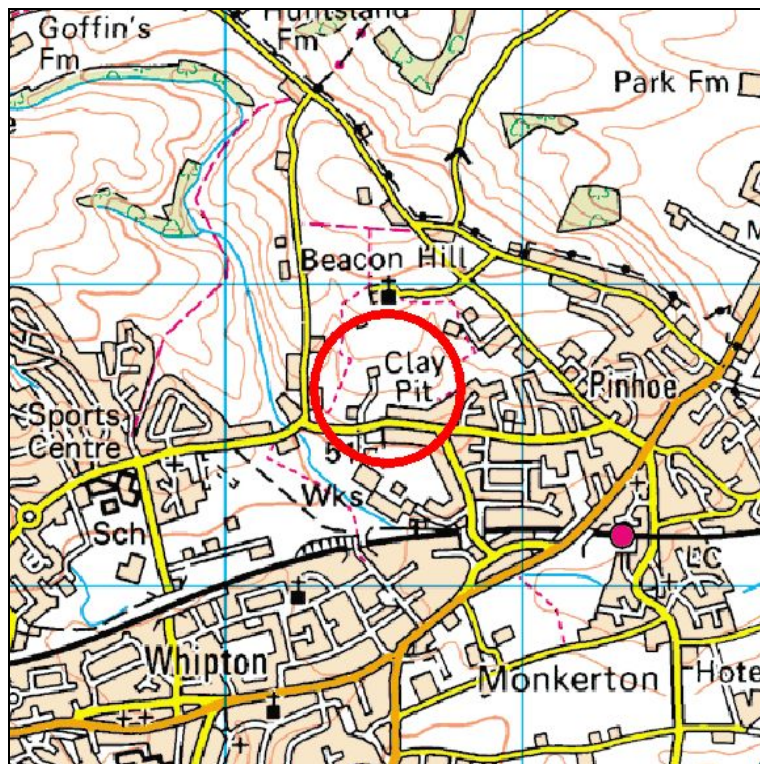 Goffin's
Fm
Huntsland
Fm
Park Fm
Beacon Hill
Clay
Pit
Pinhoe
Sports
Centre
Wks
Sch
LC
Whipton
Monkerton
Hote